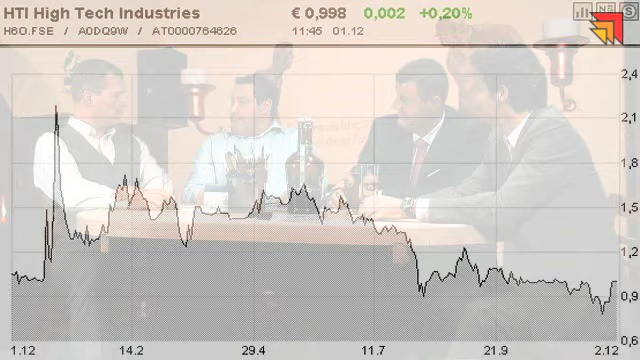 HTI High Tech Industries € 0,998 0,002 +0,20%
H6O.FSE / A0DQ9W / AT0000764626 11:45 01.12
2,4
2,1
1,8
1,5
1,2
0,9
0,6
1.12 14.2 29.4 11.7 21.9 2.12